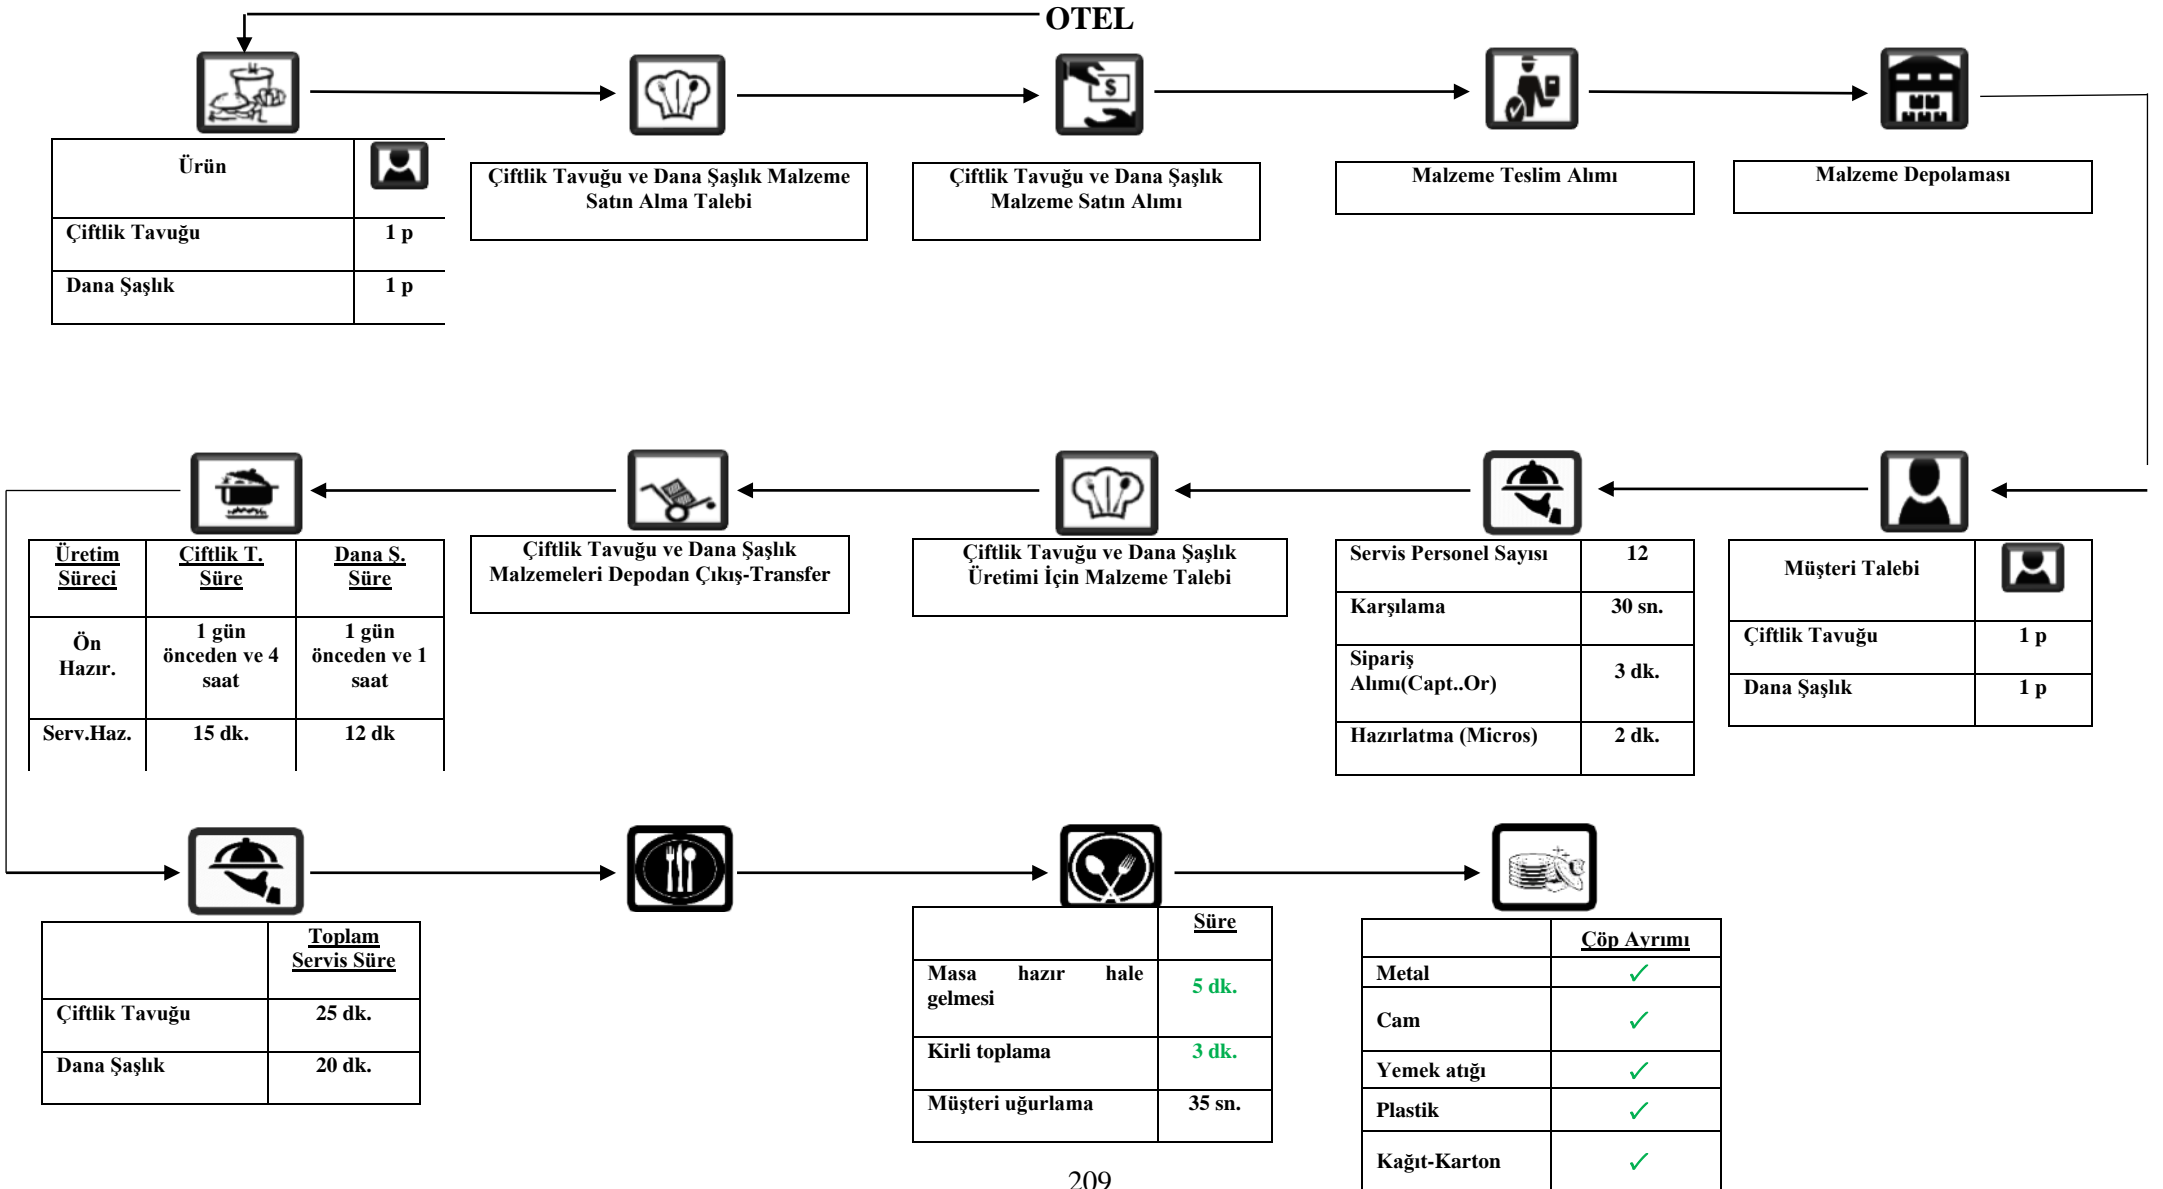 OTEL
Ürün
Çiftlik Tavuğu 1 p
Dana Şaşlık 1 p
Çiftlik Tavuğu ve Dana Şaşlık Malzeme
Satın Alma Talebi
Çiftlik Tavuğu ve Dana Şaşlık
Malzeme Satın Alımı
Malzeme Teslim Alımı
Malzeme Depolaması
Üretim
Süreci
Çiftlik T.
Süre
Dana Ş.
Süre
Ön
Hazır.
1 gün
önceden ve 4
saat
1 gün
önceden ve 1
saat
Serv.Haz. 15 dk. 12 dk
Çiftlik Tavuğu ve Dana Şaşlık
Malzemeleri Depodan Çıkış-Transfer
Çiftlik Tavuğu ve Dana Şaşlık
Üretimi İçin Malzeme Talebi
Servis Personel Sayısı 12
Karşılama 30 sn.
Sipariş
Alımı(Capt..Or) 3 dk.
Hazırlatma (Micros) 2 dk.
Müşteri Talebi
Çiftlik Tavuğu 1 p
Dana Şaşlık 1 p
Toplam
Servis Süre
Çiftlik Tavuğu 25 dk.
Dana Şaşlık 20 dk.
Süre
Masa hazır hale
gelmesi 5 dk.
Kirli toplama 3 dk.
Müşteri uğurlama 35 sn.
Çöp Ayrımı
Metal ✓
Cam ✓
Yemek atığı ✓
Plastik ✓
Kağıt-Karton ✓
209